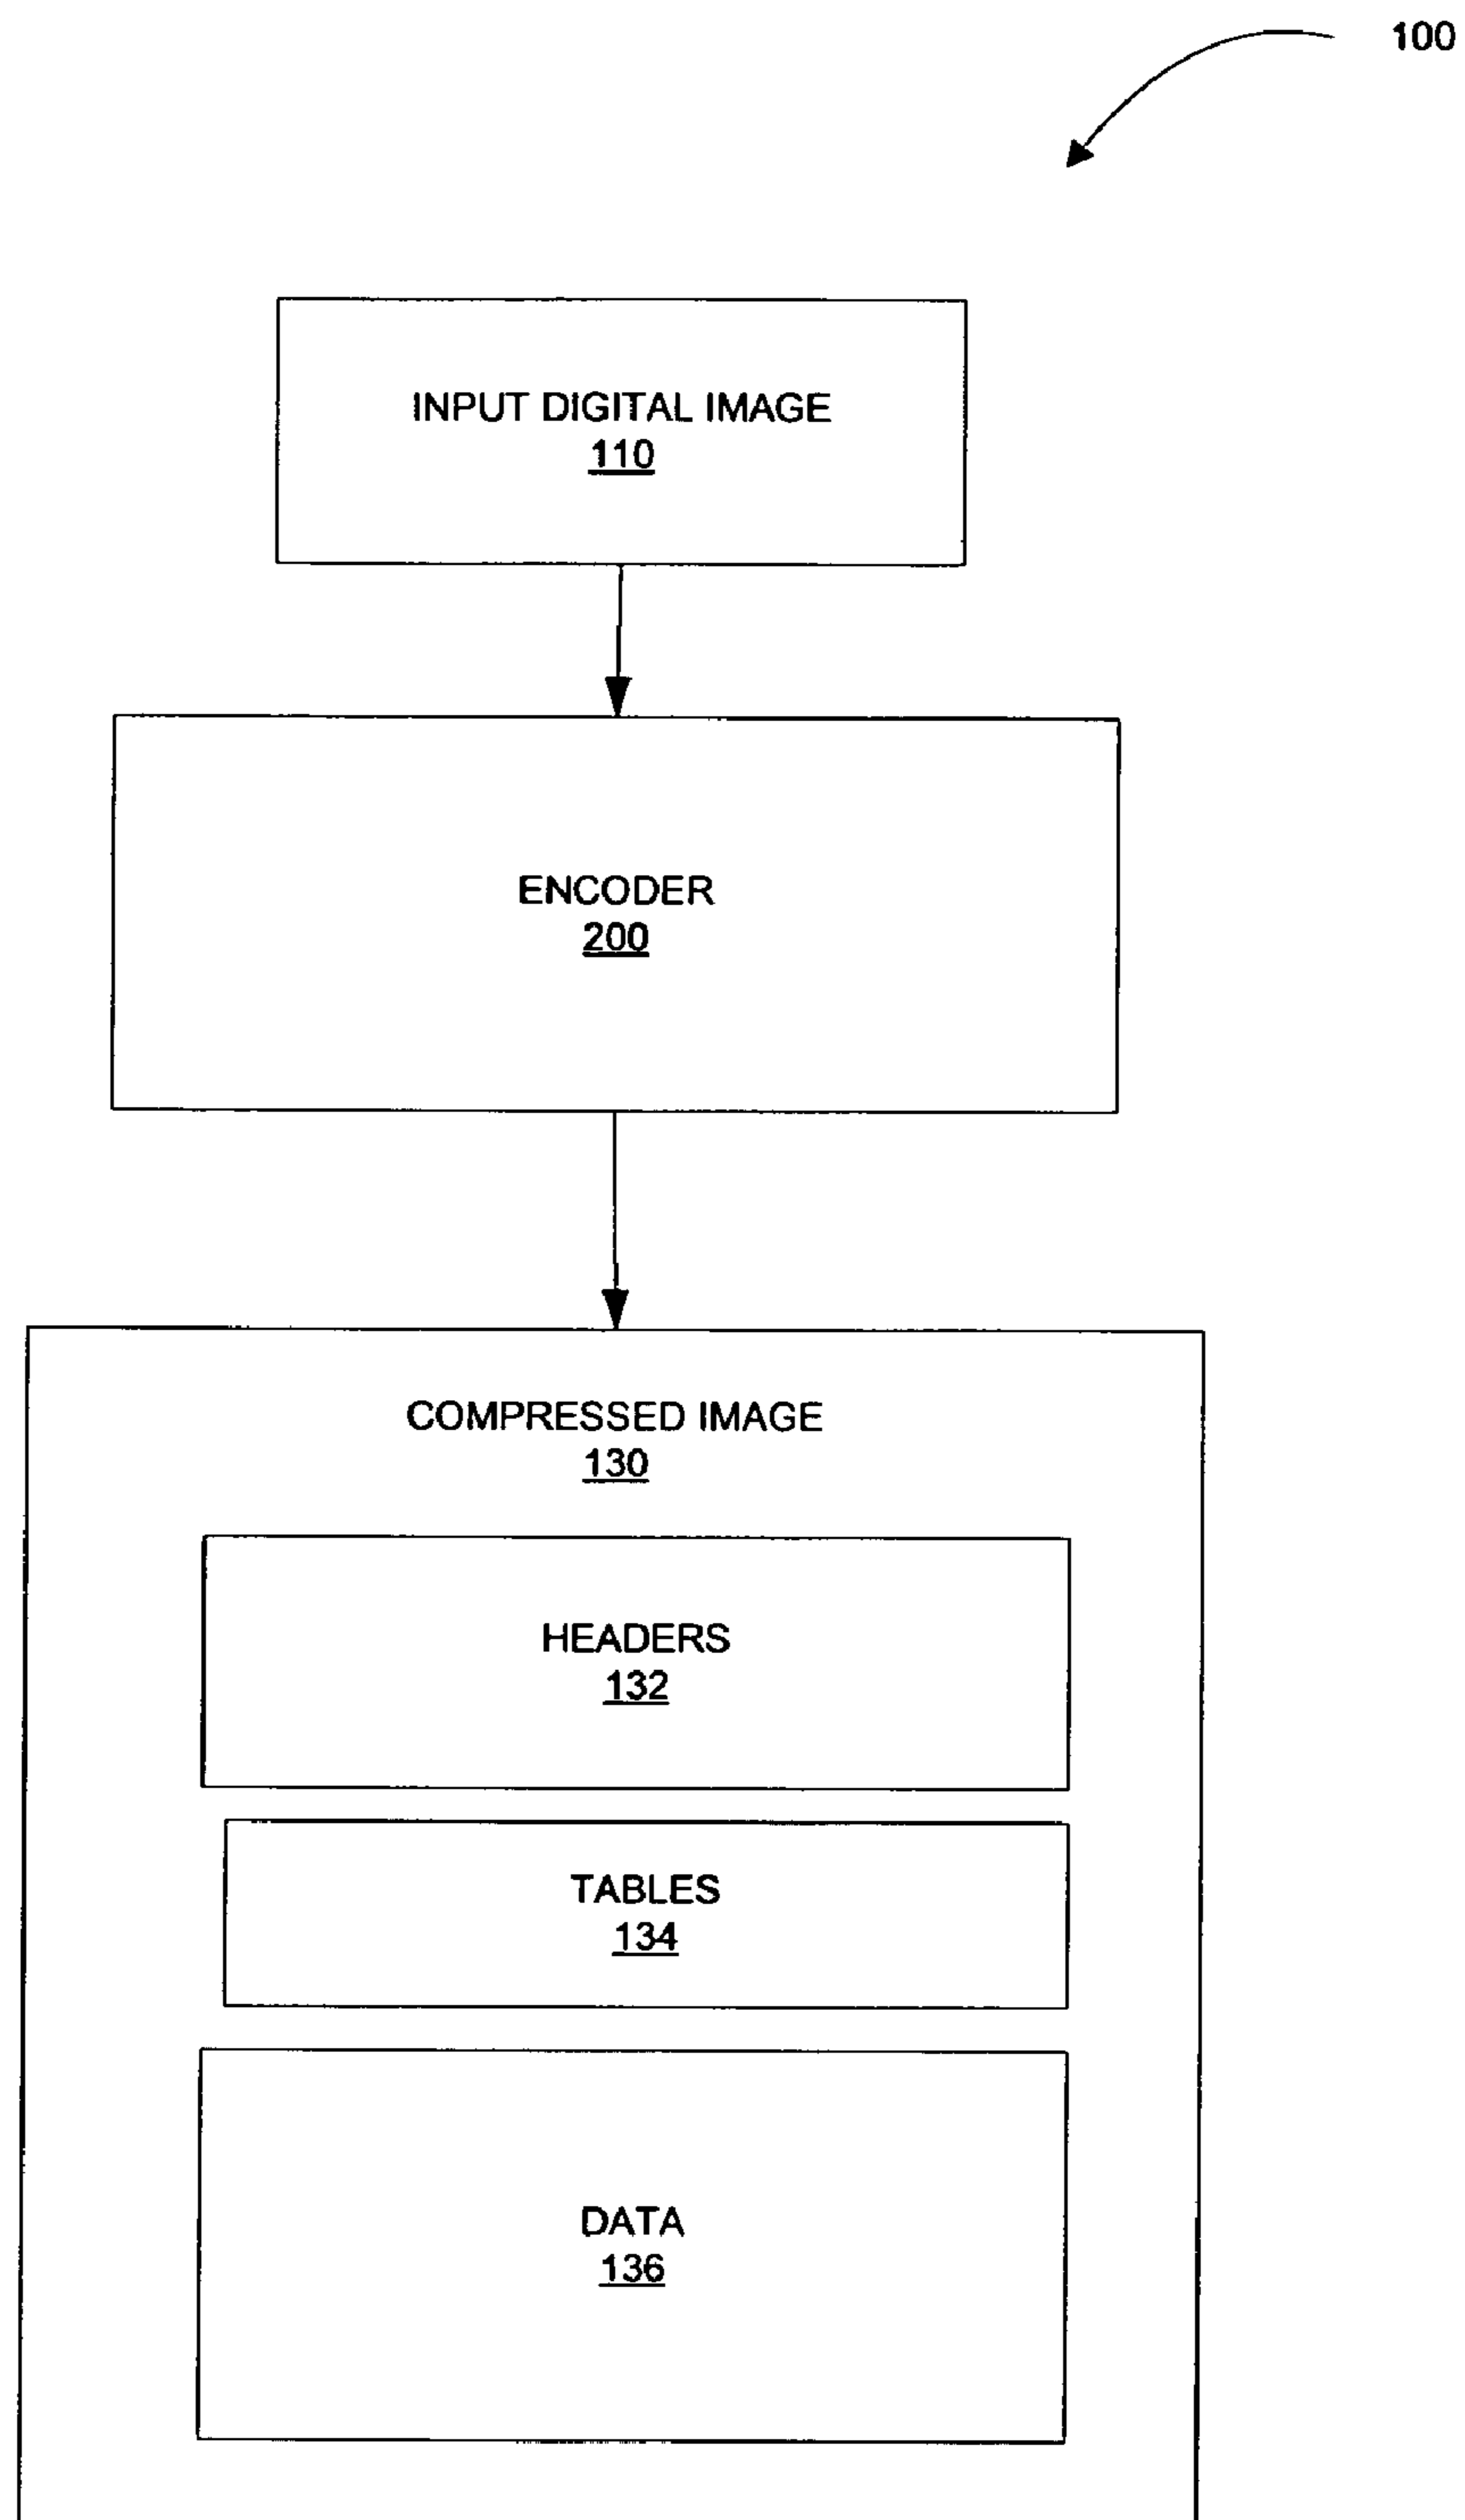 100
INPUT DIGITAL IMAGE
110
ENCODER
200
COMPRESSED IMAGE
130
HEADERS
132
TABLES
134
DATA
136